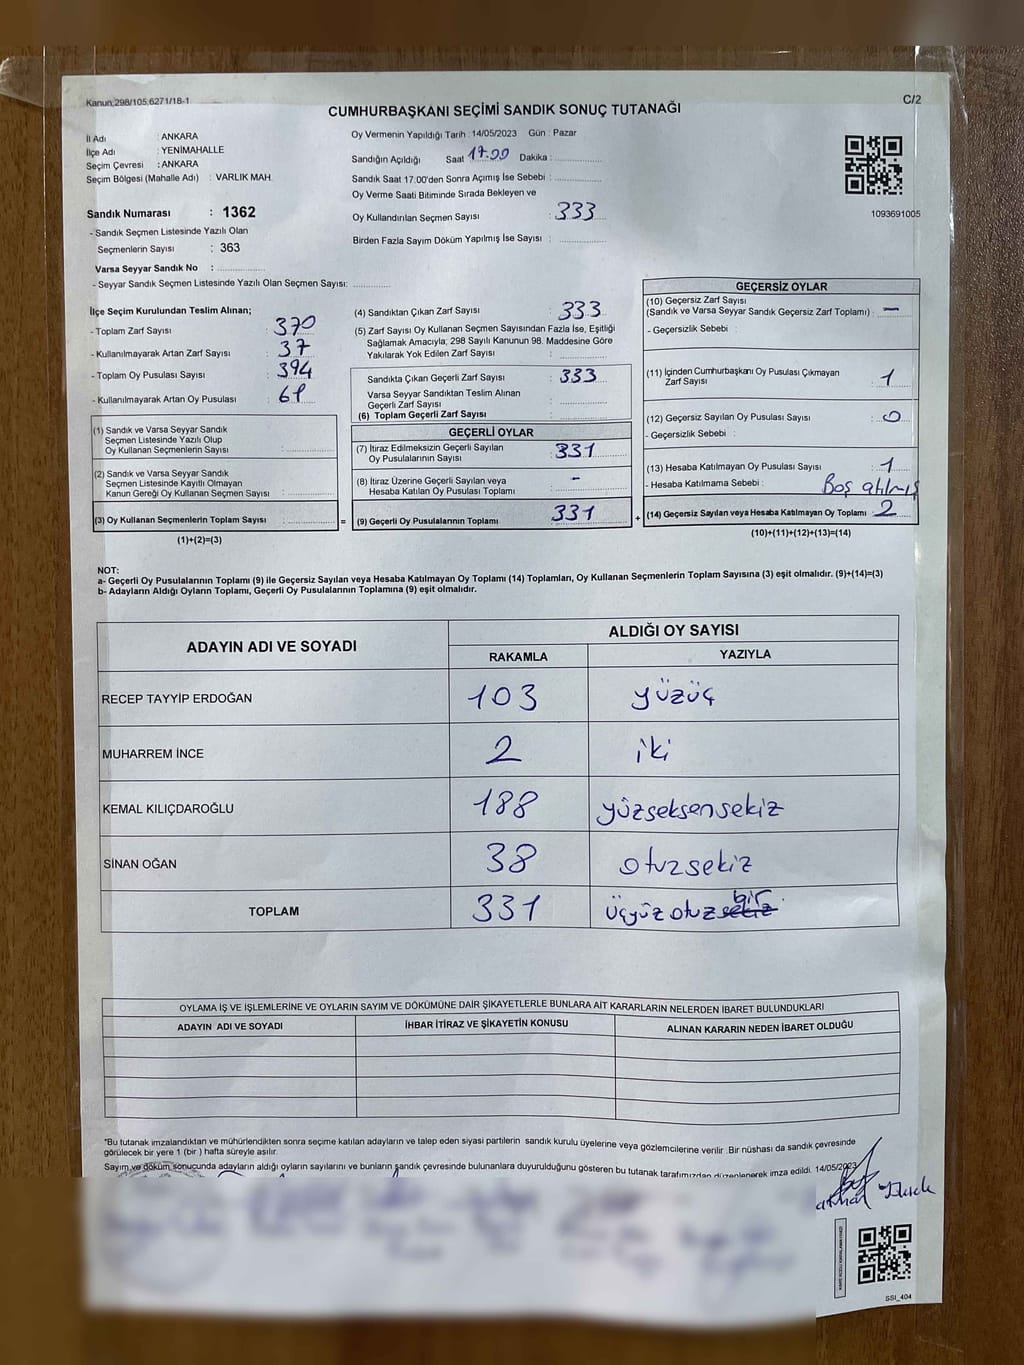 Kanun;298/105,6271/18-1
C/2
CUMHURBAŞKANI SEÇİMİ SANDIK SONUÇ TUTANAĞI
İl Adı : ANKARA
İlçe Adı : YENİMAHALLE
Seçim Çevresi : ANKARA
Seçim Bölgesi (Mahalle Adı) : VARLIK MAH.
Oy Vermenin Yapıldığı Tarih : 14/05/2023 Gün : Pazar
Sandığın Açıldığı Saat 17.00 Dakika :
Sandık Saat 17.00'den Sonra Açımış İse Sebebi :
Oy Verme Saati Bitiminde Sırada Bekleyen ve
Oy Kullandırılan Seçmen Sayısı : 333
Birden Fazla Sayım Döküm Yapılmış İse Sayısı :
1093691005
Sandık Numarası : 1362
- Sandık Seçmen Listesinde Yazılı Olan
Seçmenlerin Sayısı : 363
Varsa Seyyar Sandık No :
- Seyyar Sandık Seçmen Listesinde Yazılı Olan Seçmen Sayısı:
İlçe Seçim Kurulundan Teslim Alınan;
- Toplam Zarf Sayısı : 370
- Kullanılmayarak Artan Zarf Sayısı : 37
- Toplam Oy Pusulası Sayısı : 394
- Kullanılmayarak Artan Oy Pusulası : 61
(1) Sandık ve Varsa Seyyar Sandık
Seçmen Listesinde Yazılı Olup
Oy Kullanan Seçmenlerin Sayısı :
(2) Sandık ve Varsa Seyyar Sandık
Seçmen Listesinde Kayıtlı Olmayan
Kanun Gereği Oy Kullanan Seçmen Sayısı :
(3) Oy Kullanan Seçmenlerin Toplam Sayısı :
(1)+(2)=(3)
(4) Sandıktan Çıkan Zarf Sayısı : 333
(5) Zarf Sayısı Oy Kullanan Seçmen Sayısından Fazla İse, Eşitliği
Sağlamak Amacıyla; 298 Sayılı Kanunun 98. Maddesine Göre
Yakılarak Yok Edilen Zarf Sayısı :
Sandıkta Çıkan Geçerli Zarf Sayısı : 333
Varsa Seyyar Sandıktan Teslim Alınan
Geçerli Zarf Sayısı :
(6) Toplam Geçerli Zarf Sayısı :
GEÇERLİ OYLAR
(7) İtiraz Edilmeksizin Geçerli Sayılan
Oy Pusulalarının Sayısı : 331
(8) İtiraz Üzerine Geçerli Sayılan veya
Hesaba Katılan Oy Pusulası Toplamı : -
= (9) Geçerli Oy Pusulalarının Toplamı : 331 +
GEÇERSİZ OYLAR
(10) Geçersiz Zarf Sayısı
(Sandık ve Varsa Seyyar Sandık Geçersiz Zarf Toplamı) : -
- Geçersizlik Sebebi :
(11) İçinden Cumhurbaşkanı Oy Pusulası Çıkmayan
Zarf Sayısı : 1
(12) Geçersiz Sayılan Oy Pusulası Sayısı : 0
- Geçersizlik Sebebi :
(13) Hesaba Katılmayan Oy Pusulası Sayısı : 1
- Hesaba Katılmama Sebebi : Boş atılmış
(14) Geçersiz Sayılan veya Hesaba Katılmayan Oy Toplamı : 2
(10)+(11)+(12)+(13)=(14)
NOT:
a- Geçerli Oy Pusulalarının Toplamı (9) ile Geçersiz Sayılan veya Hesaba Katılmayan Oy Toplamı (14) Toplamları, Oy Kullanan Seçmenlerin Toplam Sayısına (3) eşit olmalıdır. (9)+(14)=(3)
b- Adayların Aldığı Oyların Toplamı, Geçerli Oy Pusulalarının Toplamına (9) eşit olmalıdır.
ADAYIN ADI VE SOYADI
ALDIĞI OY SAYISI
RAKAMLA YAZIYLA
RECEP TAYYİP ERDOĞAN 103 yüzüç
MUHARREM İNCE 2 iki
KEMAL KILIÇDAROĞLU 188 yüzseksensekiz
SİNAN OĞAN 38 otuzsekiz
TOPLAM 331 üçyüz otuz sekiz bir
OYLAMA İŞ VE İŞLEMLERİNE VE OYLARIN SAYIM VE DÖKÜMÜNE DAİR ŞİKAYETLERLE BUNLARA AİT KARARLARIN NELERDEN İBARET BULUNDUKLARI
ADAYIN ADI VE SOYADI İHBAR İTİRAZ VE ŞİKAYETİN KONUSU ALINAN KARARIN NEDEN İBARET OLDUĞU
"Bu tutanak imzalandıktan ve mühürlendikten sonra seçime katılan adayların ve talep eden siyasi partilerin sandık kurulu üyelerine veya gözlemcilerine verilir. Bir nüshası da sandık çevresinde
görülecek bir yere 1 (bir ) hafta süreyle asılır.
Sayım ve döküm sonucunda adayların aldığı oyların sayılarını ve bunların sandık çevresinde bulunanlara duyurulduğunu gösteren bu tutanak tarafımızdan düzenlenerek imza edildi. 14/05/2023
SSI_404